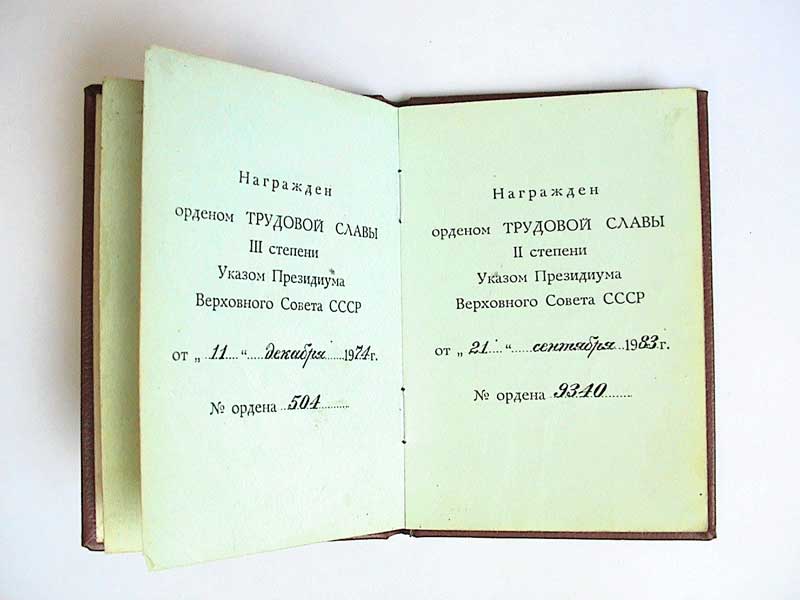 Награжден
орденом ТРУДОВОЙ СЛАВЫ
III степени
Указом Президиума
Верховного Совета СССР
от „ 11 “ декабря 1974 г.
№ ордена 504
Награжден
орденом ТРУДОВОЙ СЛАВЫ
II степени
Указом Президиума
Верховного Совета СССР
от „ 21 “ сентября 1983 г.
№ ордена 9340